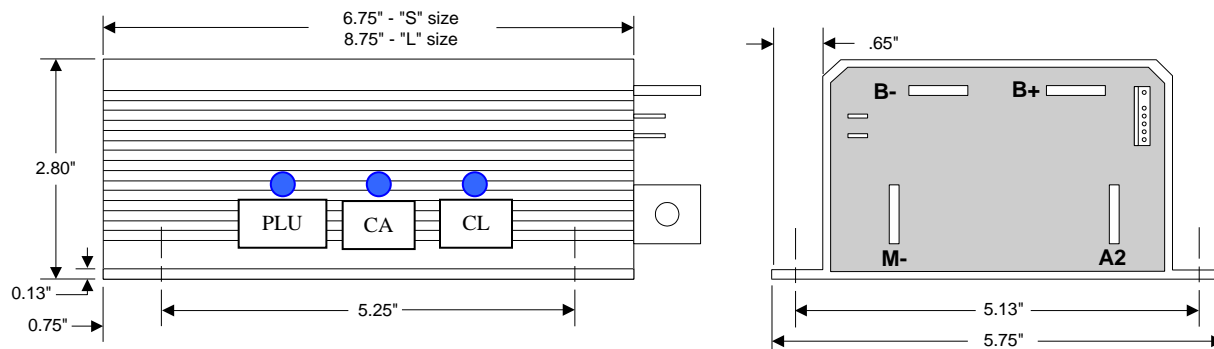 6.75" - "S" size
8.75" - "L" size
.65"
B-
B+
2.80"
PLU
CA
CL
M-
A2
0.13"
5.25"
5.13"
0.75"
5.75"